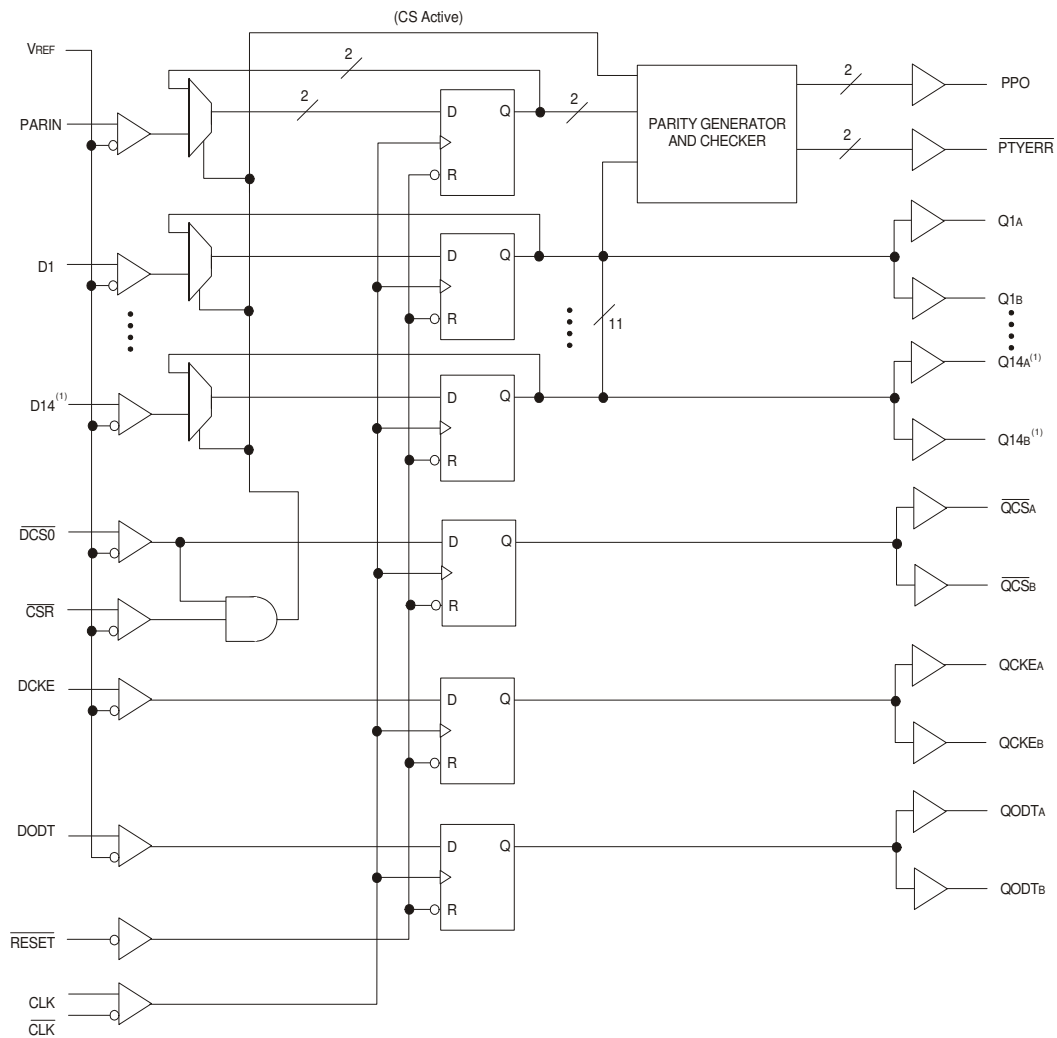 (CS Active)
VREF
2
2
D Q
2
2
PPO
PARIN
PARITY GENERATOR
AND CHECKER
2
PTYERR
R
Q1A
D Q
D1
Q1B
R
11
Q14A(1)
D Q
D14(1)
Q14B(1)
R
QCSA
DCS0
D Q
QCSB
CSR
R
QCKEA
DCKE
D Q
QCKEB
R
QODTA
DODT
D Q
QODTB
R
RESET
CLK
CLK